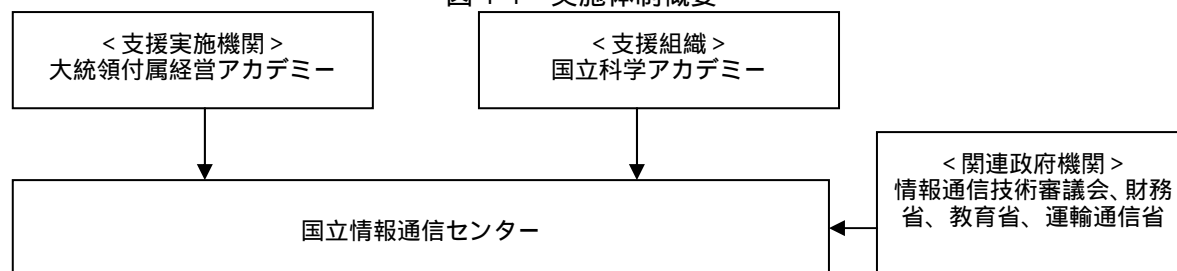 ＜支援実施機関＞
大統領付属経営アカデミー
＜支援組織＞
国立科学アカデミー
＜関連政府機関＞
情報通信技術審議会、財務
省、教育省、運輸通信省
国立情報通信センター